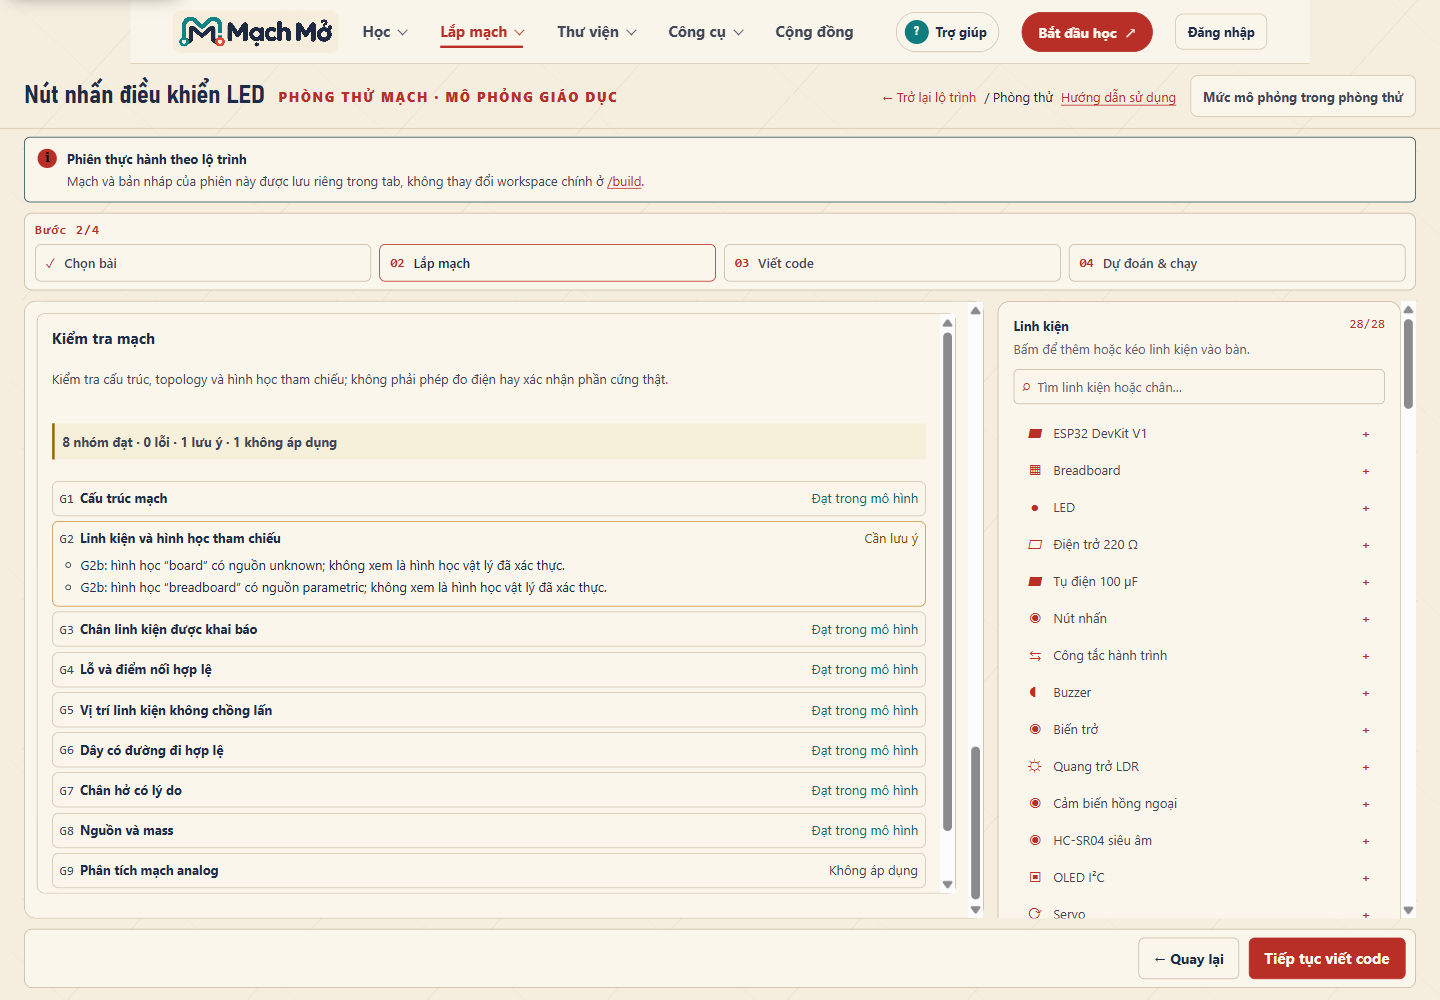 Mạch Mở
Học
Lắp mạch
Thư viện
Công cụ
Cộng đồng
? Trợ giúp
Bắt đầu học ↗
Đăng nhập
Nút nhấn điều khiển LED
PHÒNG THỬ MẠCH · MÔ PHỎNG GIÁO DỤC
← Trở lại lộ trình / Phòng thử Hướng dẫn sử dụng
Mức mô phỏng trong phòng thử
Phiên thực hành theo lộ trình
Mạch và bản nháp của phiên này được lưu riêng trong tab, không thay đổi workspace chính ở /build.
Bước 2/4
✓ Chọn bài
02 Lắp mạch
03 Viết code
04 Dự đoán & chạy
Kiểm tra mạch
Kiểm tra cấu trúc, topology và hình học tham chiếu; không phải phép đo điện hay xác nhận phần cứng thật.
8 nhóm đạt · 0 lỗi · 1 lưu ý · 1 không áp dụng
G1 Cấu trúc mạch Đạt trong mô hình
G2 Linh kiện và hình học tham chiếu Cần lưu ý
G2b: hình học “board” có nguồn unknown; không xem là hình học vật lý đã xác thực.
G2b: hình học “breadboard” có nguồn parametric; không xem là hình học vật lý đã xác thực.
G3 Chân linh kiện được khai báo Đạt trong mô hình
G4 Lỗ và điểm nối hợp lệ Đạt trong mô hình
G5 Vị trí linh kiện không chồng lấn Đạt trong mô hình
G6 Dây có đường đi hợp lệ Đạt trong mô hình
G7 Chân hở có lý do Đạt trong mô hình
G8 Nguồn và mass Đạt trong mô hình
G9 Phân tích mạch analog Không áp dụng
Linh kiện 28/28
Bấm để thêm hoặc kéo linh kiện vào bàn.
Tìm linh kiện hoặc chân...
ESP32 DevKit V1 +
Breadboard +
LED +
Điện trở 220 Ω +
Tụ điện 100 µF +
Nút nhấn +
Công tắc hành trình +
Buzzer +
Biến trở +
Quang trở LDR +
Cảm biến hồng ngoại +
HC-SR04 siêu âm +
OLED I²C +
Servo +
← Quay lại
Tiếp tục viết code